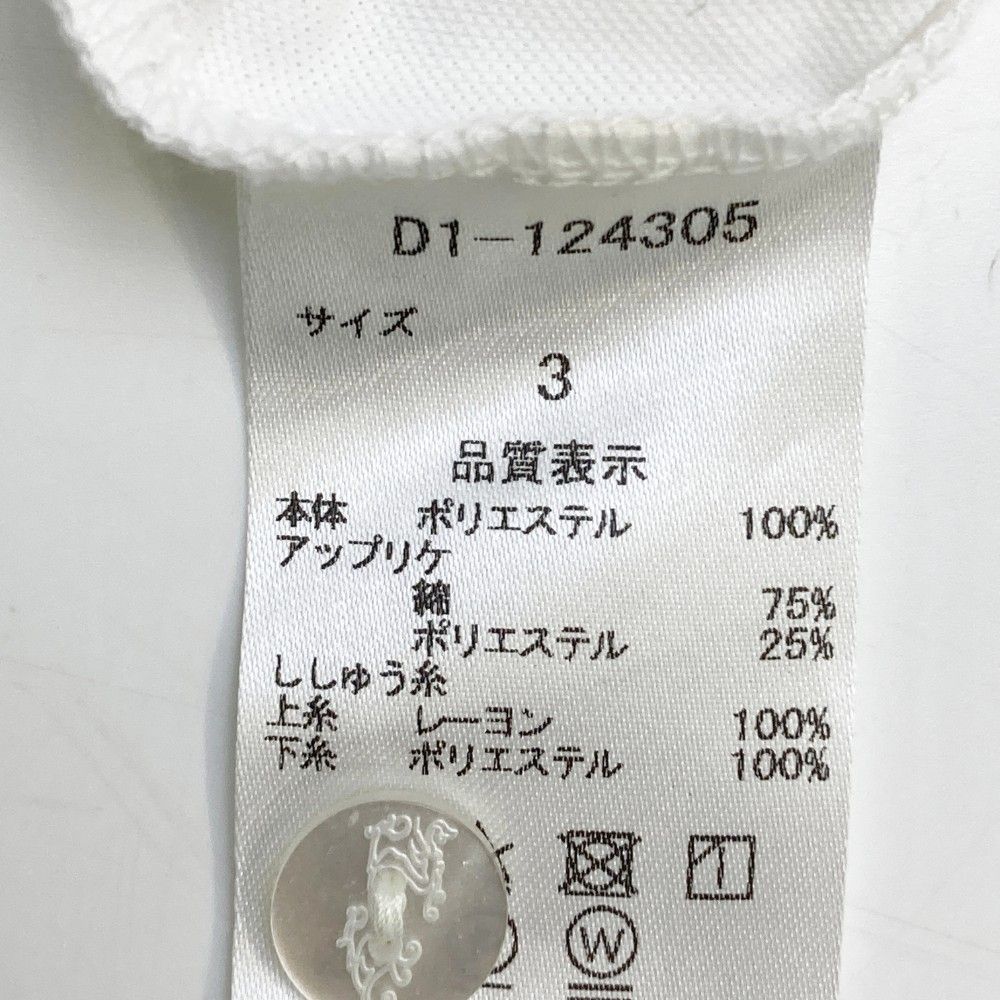 D1-124305
サイズ
3
品質表示
本体 ポリエステル 100%
アップリケ
綿 75%
ポリエステル 25%
ししゅう糸
上糸 レーヨン 100%
下糸 ポリエステル 100%
W